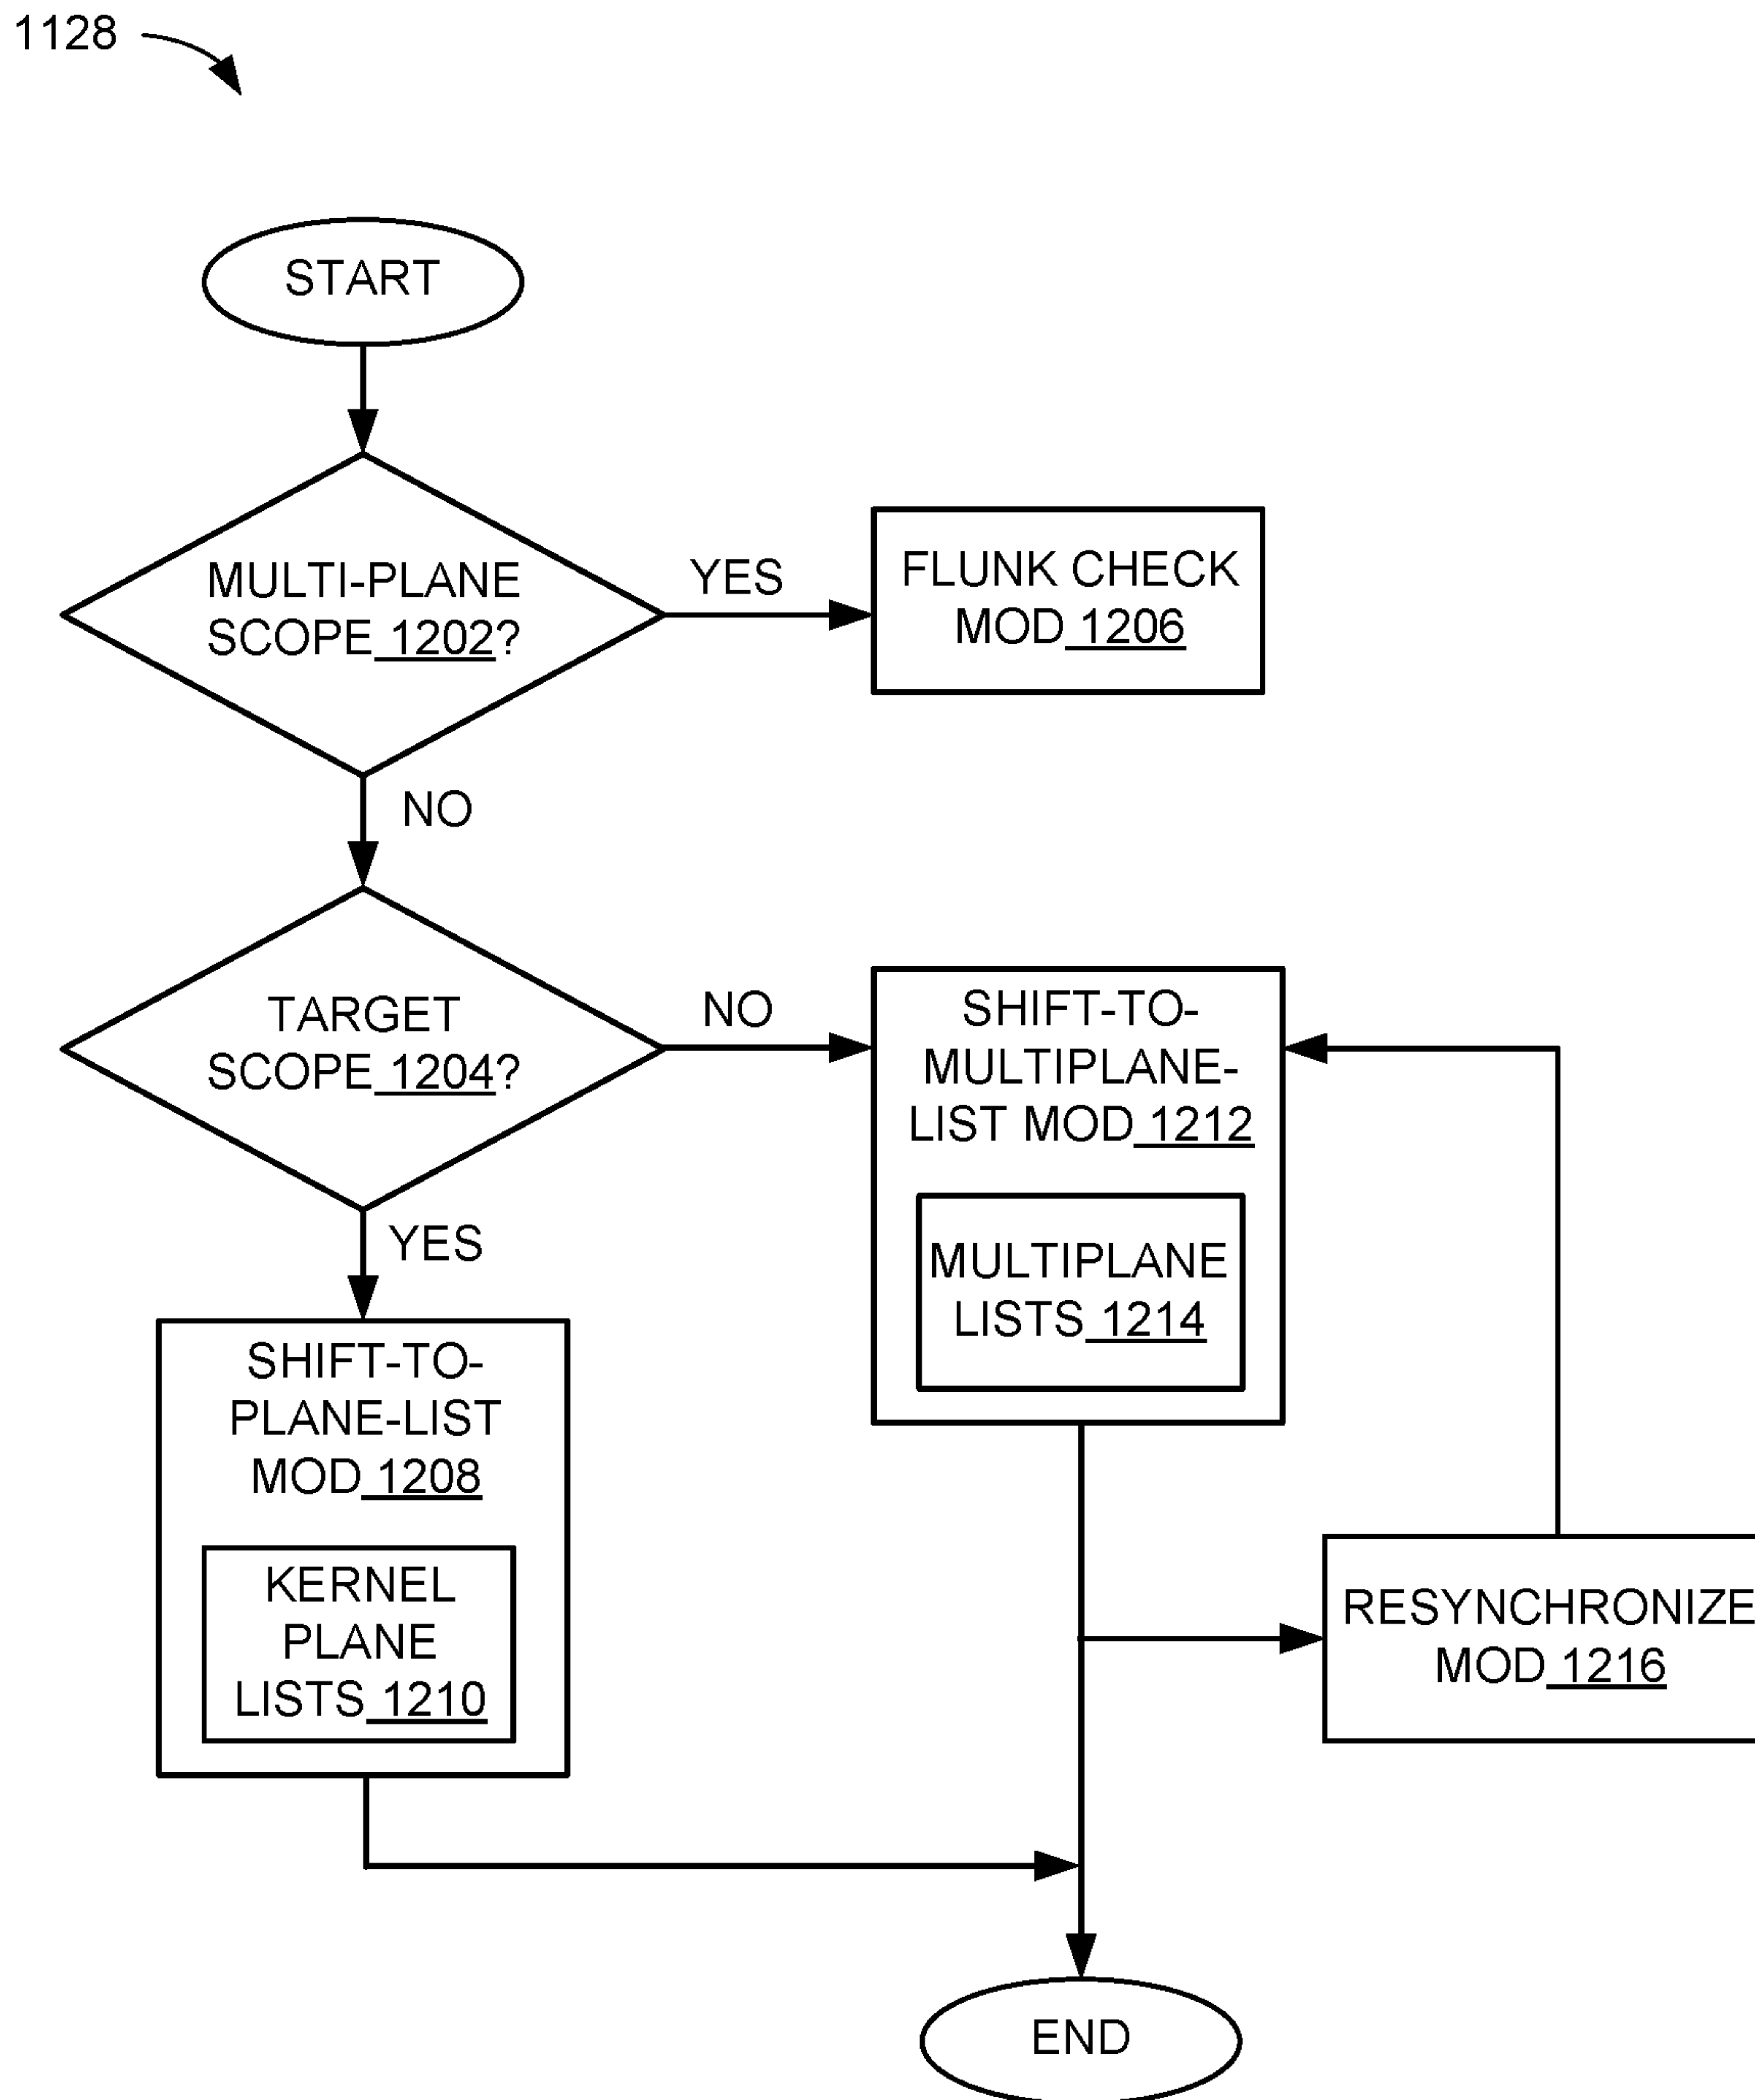 1128
START
MULTI-PLANE
SCOPE 1202?
YES
FLUNK CHECK
MOD 1206
NO
TARGET
SCOPE 1204?
NO
SHIFT-TO-
MULTIPLANE-
LIST MOD 1212
MULTIPLANE
LISTS 1214
YES
SHIFT-TO-
PLANE-LIST
MOD 1208
KERNEL
PLANE
LISTS 1210
RESYNCHRONIZE
MOD 1216
END